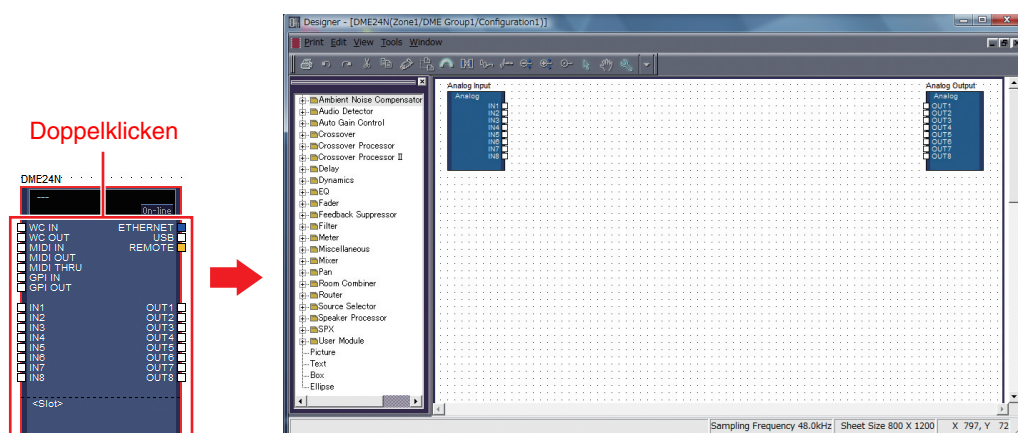 Doppelklicken
DME24N
---
On-line
WC IN ETHERNET
WC OUT USB
MIDI IN REMOTE
MIDI OUT
MIDI THRU
GPI IN
GPI OUT
IN1 OUT1
IN2 OUT2
IN3 OUT3
IN4 OUT4
IN5 OUT5
IN6 OUT6
IN7 OUT7
IN8 OUT8
<Slot>
Designer - [DME24N(Zone1/DME Group1/Configuration1)]
Print Edit View Tools Window
Ambient Noise Compensator
Audio Detector
Auto Gain Control
Crossover
Crossover Processor
Crossover Processor II
Delay
Dynamics
EQ
Fader
Feedback Suppressor
Filter
Meter
Miscellaneous
Mixer
Pan
Room Combiner
Router
Source Selector
Speaker Processor
SPX
User Module
Picture
Text
Box
Ellipse
Analog Input
Analog
IN1
IN2
IN3
IN4
IN5
IN6
IN7
IN8
Analog Output
Analog
OUT1
OUT2
OUT3
OUT4
OUT5
OUT6
OUT7
OUT8
Sampling Frequency 48.0kHz Sheet Size 800 X 1200 X 797, Y 72